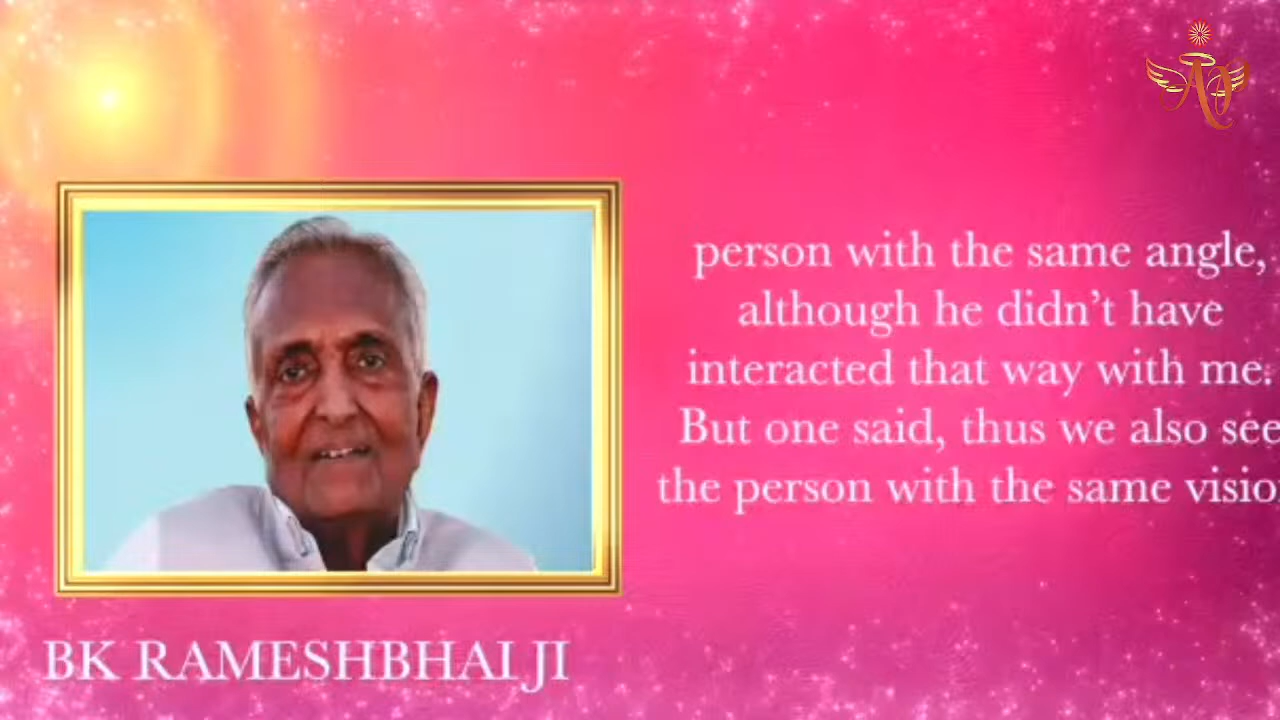 person with the same angle,
although he didn't have
interacted that way with me.
But one said, thus we also see
the person with the same
BK RAMESHBHAI JI